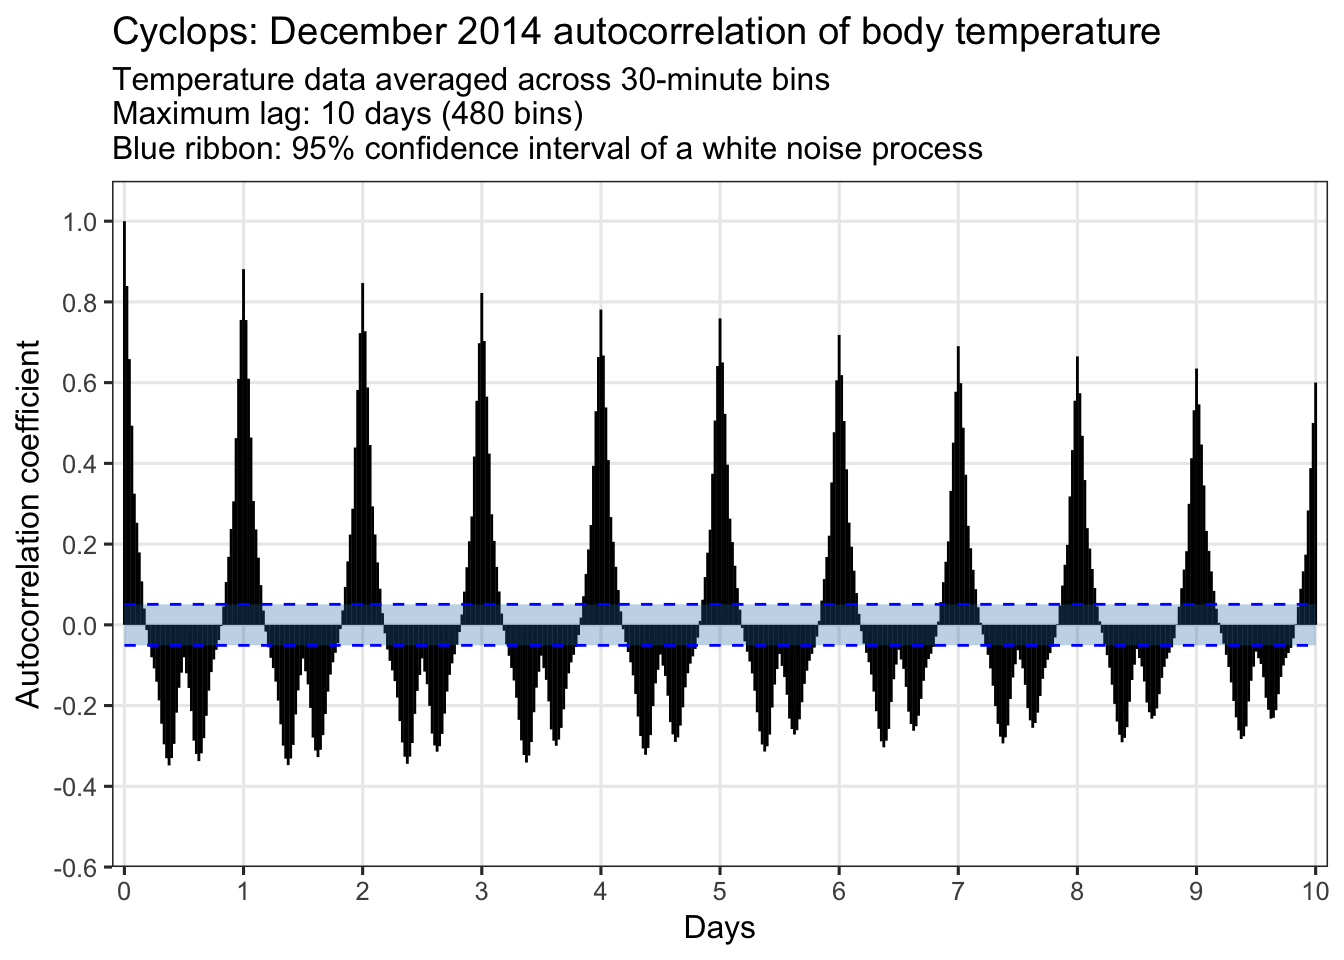 Cyclops: December 2014 autocorrelation of body temperature
Temperature data averaged across 30-minute bins
Maximum lag: 10 days (480 bins)
Blue ribbon: 95% confidence interval of a white noise process
Autocorrelation coefficient
1.0
0.8
0.6
0.4
0.2
0.0
-0.2
-0.4
-0.6
0 1 2 3 4 5 6 7 8 9 10
Days